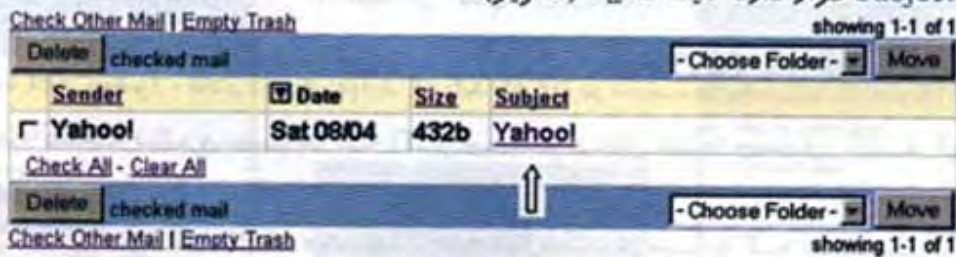 Subject
Check Other Mail | Empty Trash showing 1-1 of 1
Delete checked mail - Choose Folder - Move
Sender Date Size Subject
Yahoo! Sat 08/04 432b Yahoo!
Check All - Clear All
Delete checked mail - Choose Folder - Move
Check Other Mail | Empty Trash showing 1-1 of 1